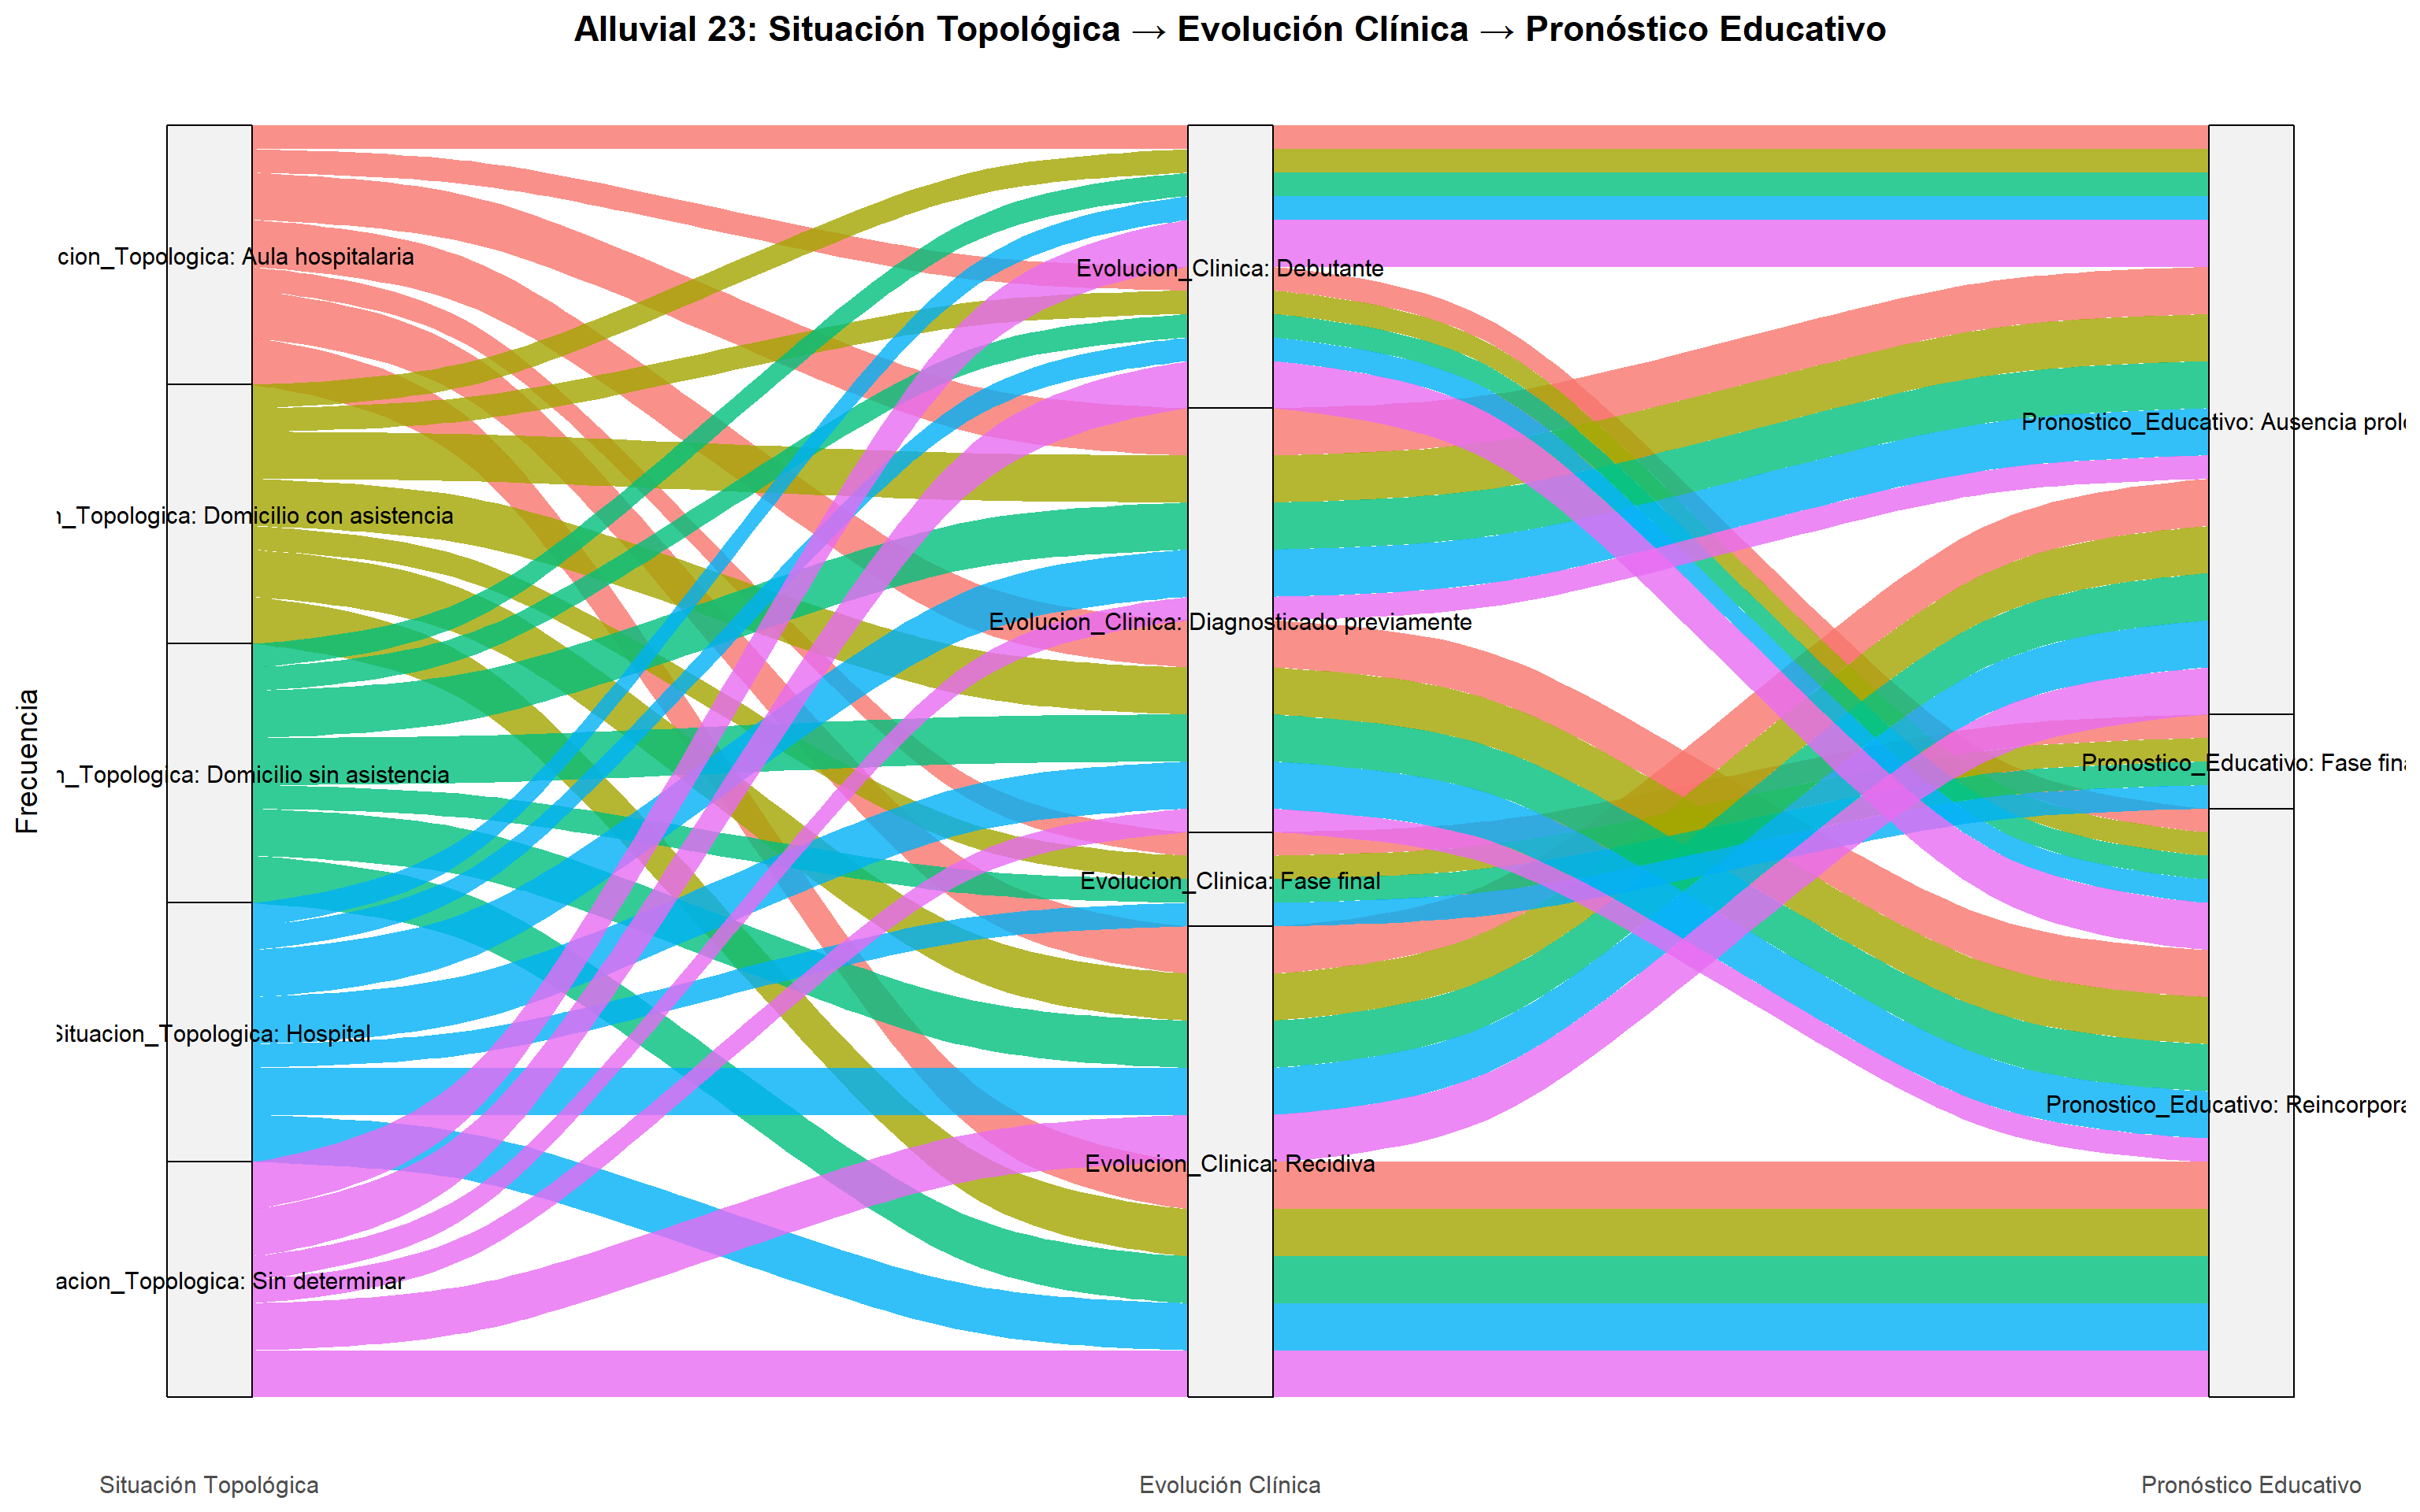 Alluvial 23: Situación Topológica → Evolución Clínica → Pronóstico Educativo
Frecuencia
cion_Topologica: Aula hospitalaria
n_Topologica: Domicilio con asistencia
n_Topologica: Domicilio sin asistencia
Situacion_Topologica: Hospital
acion_Topologica: Sin determinar
Evolucion_Clinica: Debutante
Evolucion_Clinica: Diagnosticado previamente
Evolucion_Clinica: Fase final
Evolucion_Clinica: Recidiva
Pronostico_Educativo: Ausencia prol
Pronostico_Educativo: Fase fina
Pronostico_Educativo: Reincorpora
Situación Topológica
Evolución Clínica
Pronóstico Educativo